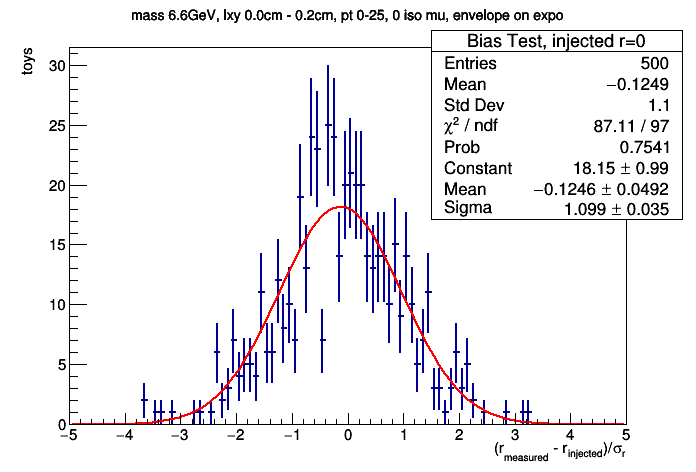 mass 6.6GeV, lxy 0.0cm - 0.2cm, pt 0-25, 0 iso mu, envelope on expo
toys
Bias Test, injected r=0
Entries 500
Mean −0.1249
Std Dev 1.1
χ² / ndf 87.11 / 97
Prob 0.7541
Constant 18.15 ± 0.99
Mean −0.1246 ± 0.0492
Sigma 1.099 ± 0.035
30
25
20
15
10
5
0
−5 −4 −3 −2 −1 0 1 2 3 4 5
(r_measured - r_injected)/σ_r